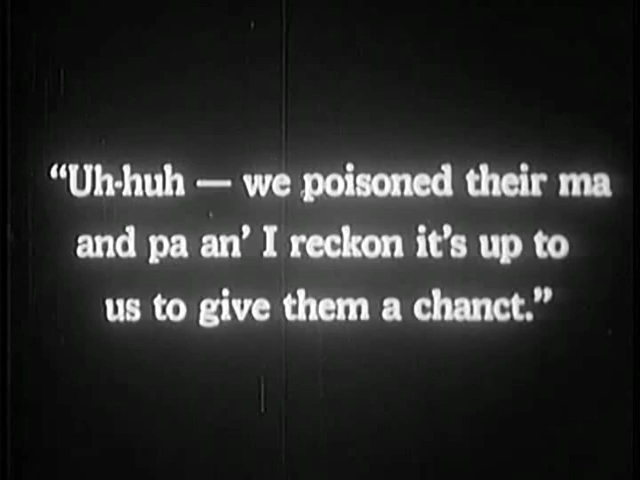 “Uh-huh — we poisoned their ma
and pa an’ I reckon it’s up to
us to give them a chanct.”